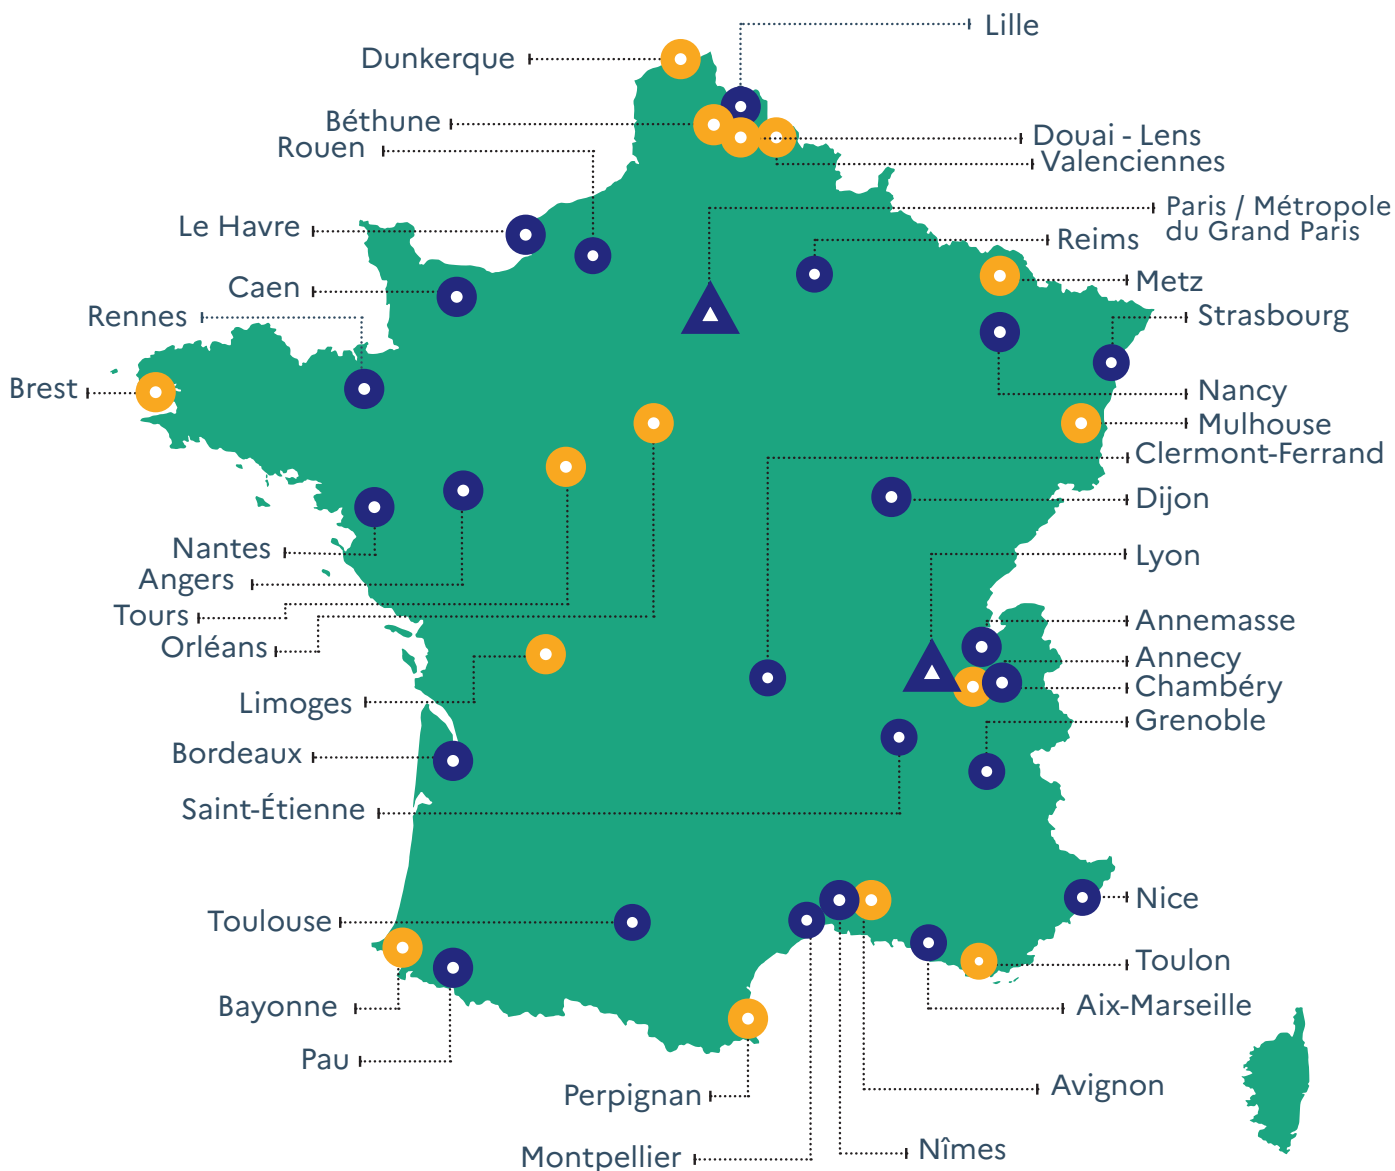 Lille
Dunkerque
Béthune
Rouen
Douai - Lens
Valenciennes
Paris / Métropole
du Grand Paris
Le Havre
Reims
Metz
Caen
Rennes
Strasbourg
Brest
Nancy
Mulhouse
Clermont-Ferrand
Dijon
Nantes
Lyon
Angers
Tours
Annemasse
Orléans
Annecy
Chambéry
Limoges
Grenoble
Bordeaux
Saint-Étienne
Nice
Toulouse
Toulon
Bayonne
Aix-Marseille
Pau
Avignon
Perpignan
Nîmes
Montpellier